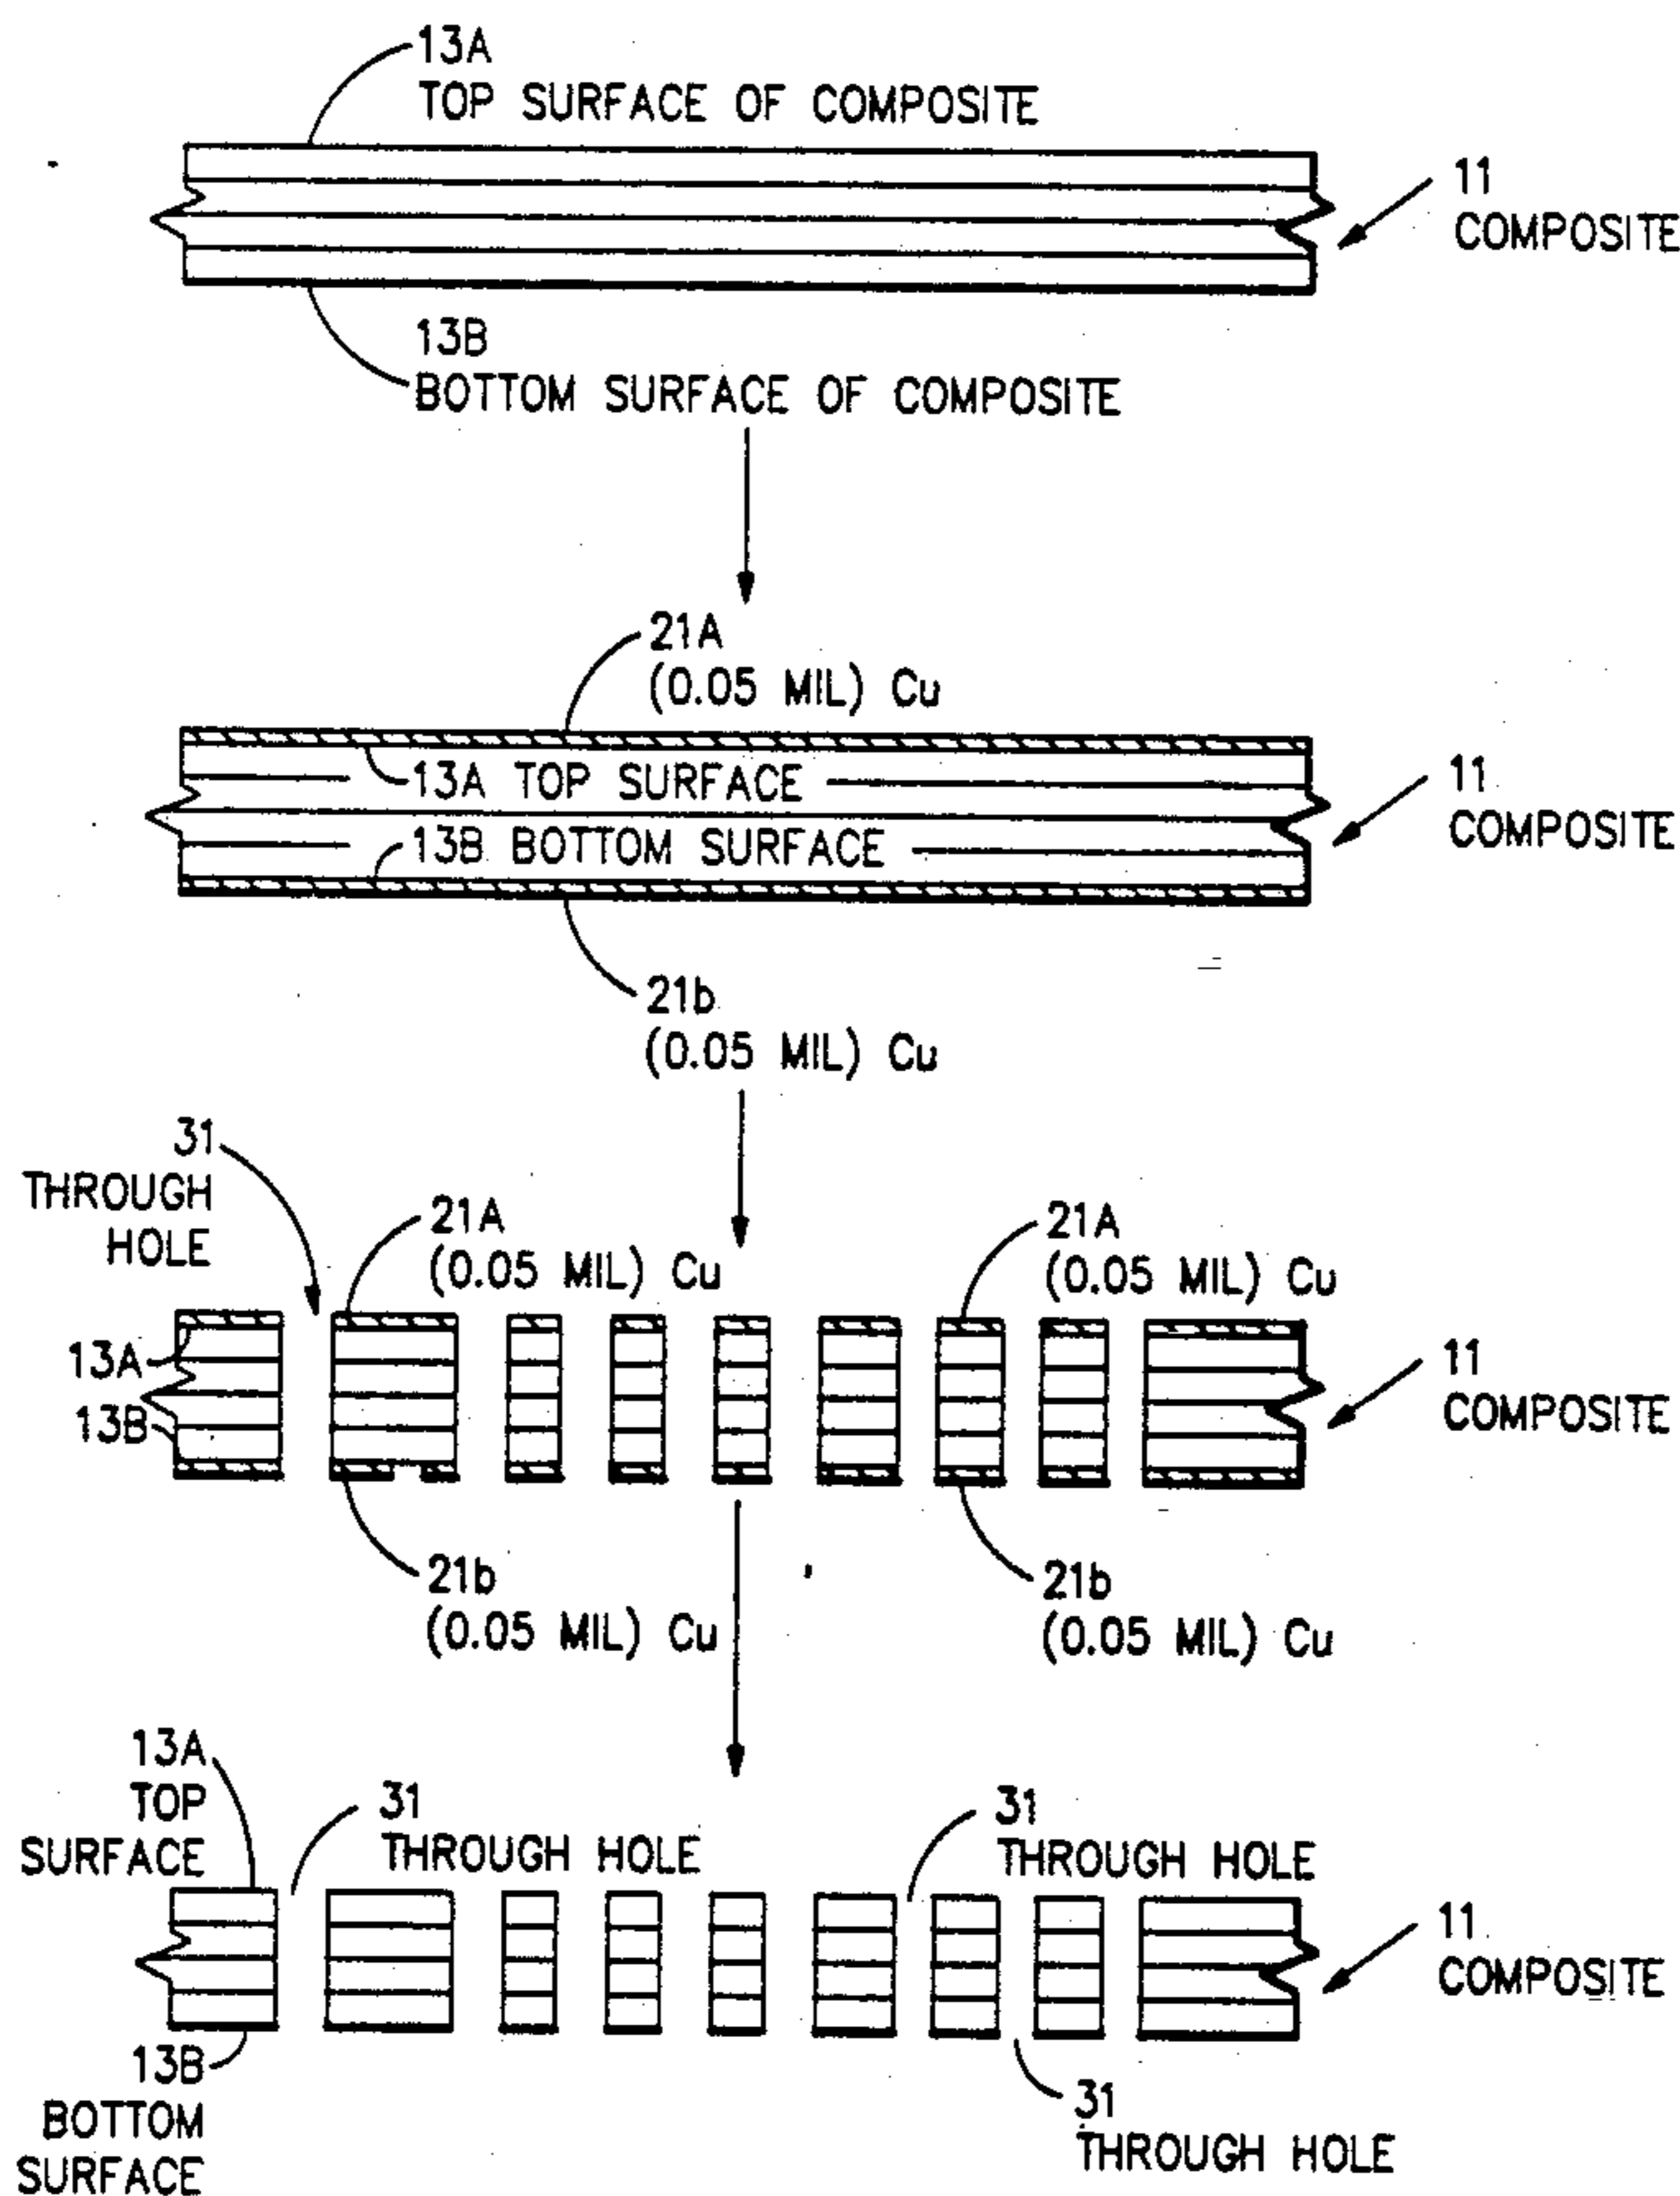 13A
TOP SURFACE OF COMPOSITE
11
COMPOSITE
13B
BOTTOM SURFACE OF COMPOSITE
21A
(0.05 MIL) Cu
13A TOP SURFACE
11
COMPOSITE
13B BOTTOM SURFACE
21b
(0.05 MIL) Cu
31
THROUGH
HOLE
21A
(0.05 MIL) Cu
21A
(0.05 MIL) Cu
13A
11
COMPOSITE
13B
21b
(0.05 MIL) Cu
21b
(0.05 MIL) Cu
13A
TOP
SURFACE
31
THROUGH HOLE
31
THROUGH HOLE
11
COMPOSITE
13B
BOTTOM
SURFACE
31
THROUGH HOLE